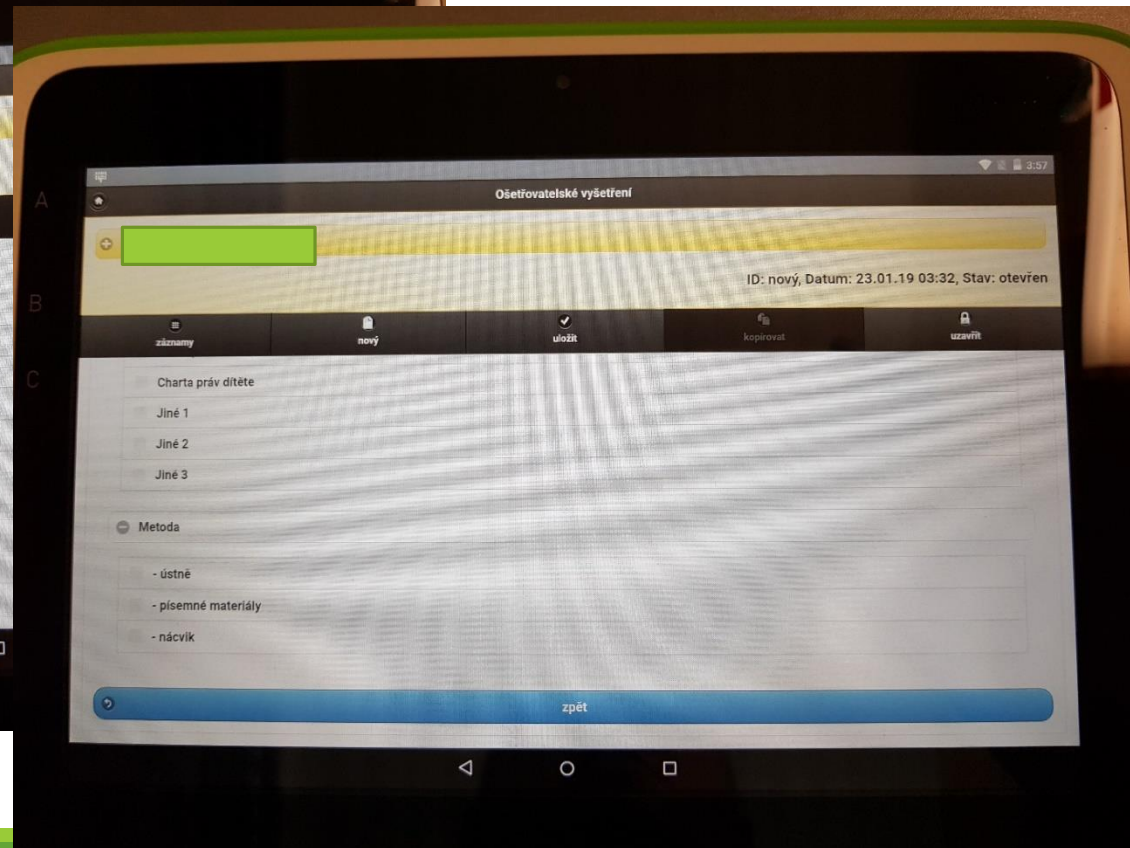 3:57
Ošetřovatelské vyšetření
ID: nový, Datum: 23.01.19 03:32, Stav: otevřen
záznamy
nový
uložit
kopírovat
uzavřít
Charta práv dítěte
Jiné 1
Jiné 2
Jiné 3
Metoda
- ústně
- písemné materiály
- nácvik
zpět
A
B
C